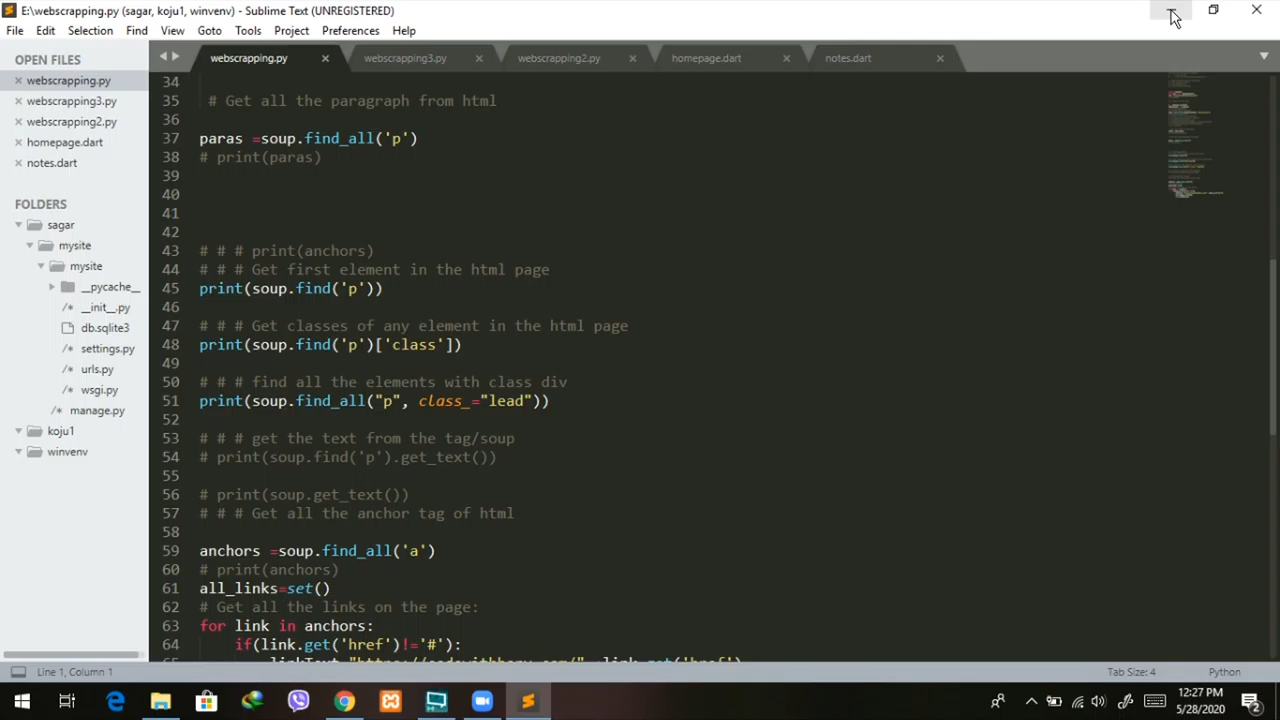 E:\webscrapping.py (sagar, koju1, winvenv) - Sublime Text (UNREGISTERED)
File Edit Selection Find View Goto Tools Project Preferences Help
OPEN FILES
webscrapping.py
webscrapping3.py
webscrapping2.py
homepage.dart
notes.dart
FOLDERS
sagar
mysite
mysite
__pycache__
/* __init__.py
db.sqlite3
/* settings.py
/* urls.py
/* wsgi.py
/* manage.py
koju1
winvenv
webscrapping.py webscrapping3.py webscrapping2.py homepage.dart notes.dart
34
35 # Get all the paragraph from html
36
37 paras =soup.find_all('p')
38 # print(paras)
39
40
41
42
43 # # # print(anchors)
44 # # # Get first element in the html page
45 print(soup.find('p'))
46
47 # # # Get classes of any element in the html page
48 print(soup.find('p')['class'])
49
50 # # # find all the elements with class div
51 print(soup.find_all("p", class_="lead"))
52
53 # # # get the text from the tag/soup
54 # print(soup.find('p').get_text())
55
56 # print(soup.get_text())
57 # # # Get all the anchor tag of html
58
59 anchors =soup.find_all('a')
60 # print(anchors)
61 all_links=set()
62 # Get all the links on the page:
63 for link in anchors:
64 if(link.get('href')!='#'):
65 linkText="https://codewithhary.com/" +link.get('href')
Line 1, Column 1 Tab Size: 4 Python
12:27 PM
5/28/2020
2